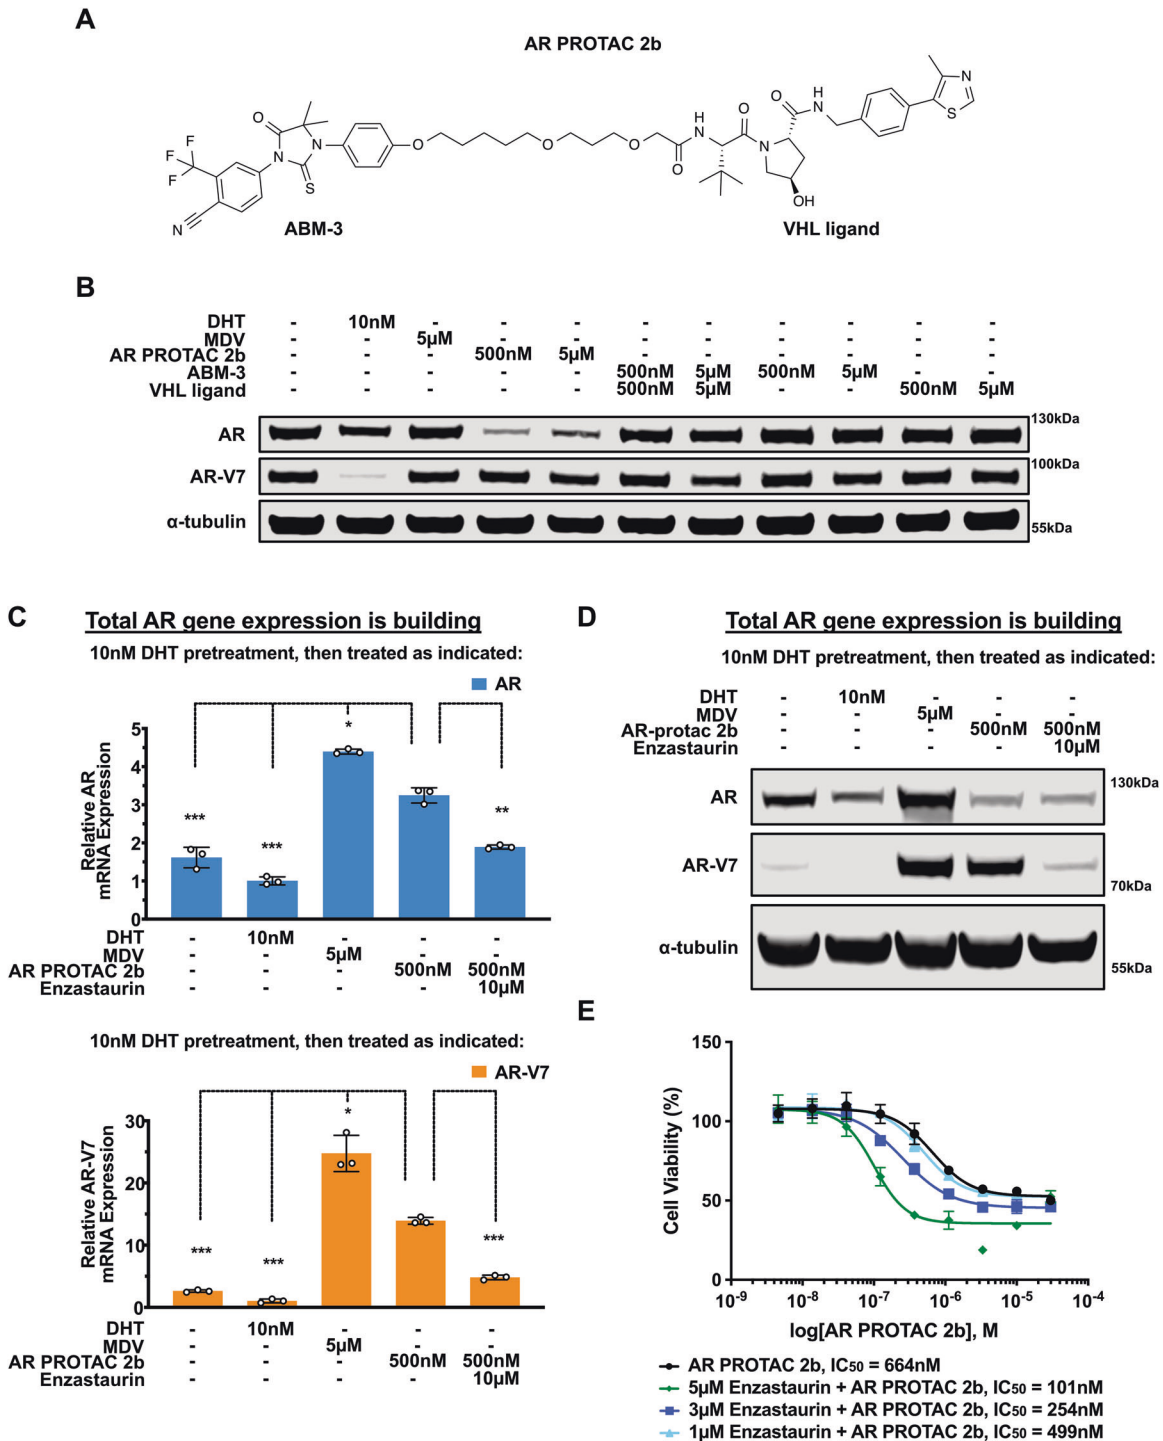 A
AR PROTAC 2b
F
F
F
N
O
N
N
S
O
O
O
O
H
N
O
N
O
H
N
OH
N
S
ABM-3
VHL ligand
B
DHT - 10nM - - - - - - - - -
MDV - - 5µM - - - - - - - -
AR PROTAC 2b - - - 500nM 5µM - - - - - -
ABM-3 - - - - - 500nM 5µM 500nM 5µM - -
VHL ligand - - - - - 500nM 5µM - - 500nM 5µM
AR 130kDa
AR-V7 100kDa
α-tubulin 55kDa
C Total AR gene expression is building
10nM DHT pretreatment, then treated as indicated:
AR
Relative AR
mRNA Expression
5
4
3
2
1
0
*** *** * **
DHT - 10nM - - -
MDV - - 5µM - -
AR PROTAC 2b - - - 500nM 500nM
Enzastaurin - - - - 10µM
10nM DHT pretreatment, then treated as indicated:
AR-V7
Relative AR-V7
mRNA Expression
30
20
10
0
*** *** * ***
DHT - 10nM - - -
MDV - - 5µM - -
AR PROTAC 2b - - - 500nM 500nM
Enzastaurin - - - - 10µM
D Total AR gene expression is building
10nM DHT pretreatment, then treated as indicated:
DHT - 10nM - - -
MDV - - 5µM - -
AR-protac 2b - - - 500nM 500nM
Enzastaurin - - - - 10µM
AR 130kDa
AR-V7 70kDa
α-tubulin 55kDa
E
Cell Viability (%)
150
100
50
0
10-9 10-8 10-7 10-6 10-5 10-4
log[AR PROTAC 2b], M
AR PROTAC 2b, IC50 = 664nM
5µM Enzastaurin + AR PROTAC 2b, IC50 = 101nM
3µM Enzastaurin + AR PROTAC 2b, IC50 = 254nM
1µM Enzastaurin + AR PROTAC 2b, IC50 = 499nM